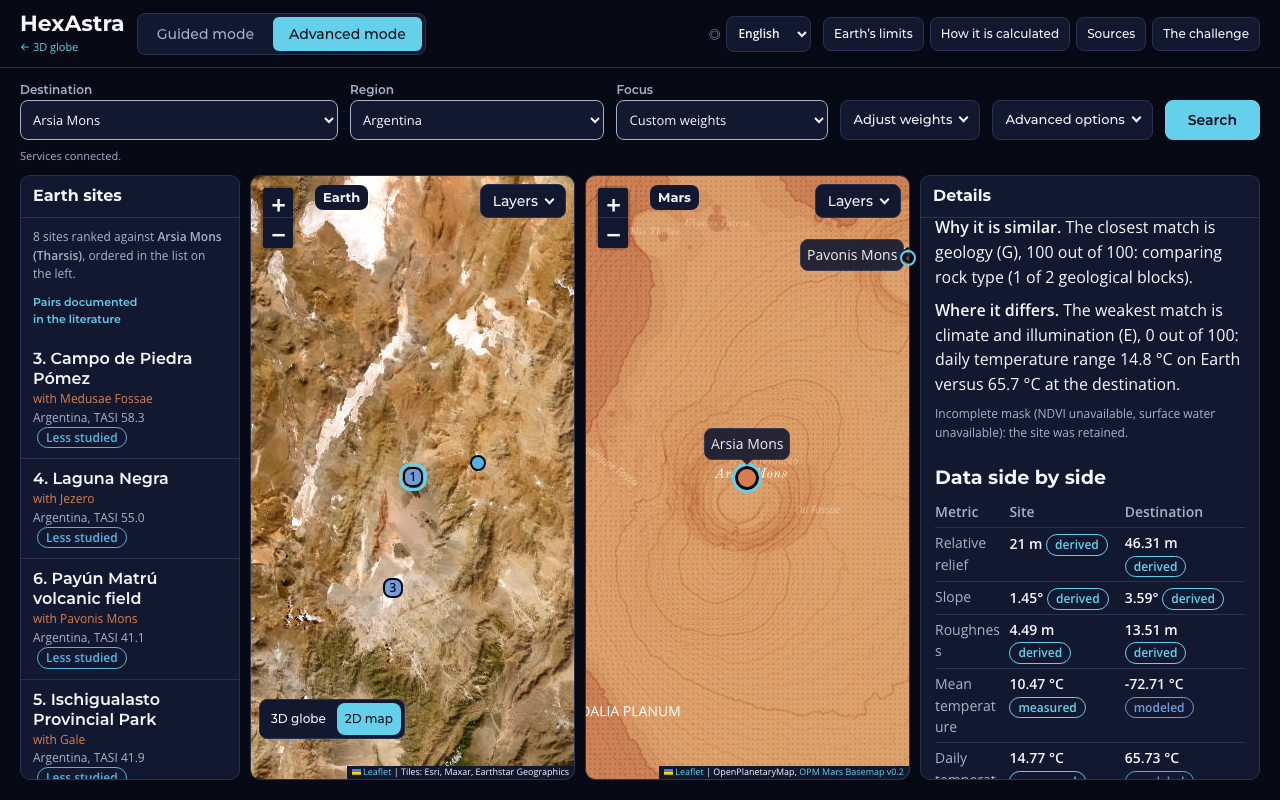 HexAstra
← 3D globe
Guided mode
Advanced mode
English
Earth's limits
How it is calculated
Sources
The challenge
Destination
Region
Focus
Arsia Mons
Argentina
Custom weights
Adjust weights
Advanced options
Search
Services connected.
Earth sites
8 sites ranked against Arsia Mons
(Tharsis), ordered in the list on
the left.
Pairs documented
in the literature
3. Campo de Piedra
Pómez
with Medusae Fossae
Argentina, TASI 58.3
Less studied
4. Laguna Negra
with Jezero
Argentina, TASI 55.0
Less studied
6. Payún Matrú
volcanic field
with Pavonis Mons
Argentina, TASI 41.1
Less studied
5. Ischigualasto
Provincial Park
with Gale
Argentina, TASI 41.9
Less studied
+
−
Earth
Layers
1
3
3D globe
2D map
Leaflet | Tiles: Esri, Maxar, Earthstar Geographics
+
−
Mars
Layers
Pavonis Mons
Arsia Mons
Oti Fossae
DALIA PLANUM
Leaflet | OpenPlanetaryMap, OPM Mars Basemap v0.2
Details
Why it is similar. The closest match is
geology (G), 100 out of 100: comparing
rock type (1 of 2 geological blocks).
Where it differs. The weakest match is
climate and illumination (E), 0 out of 100:
daily temperature range 14.8 °C on Earth
versus 65.7 °C at the destination.
Incomplete mask (NDVI unavailable, surface water
unavailable): the site was retained.
Data side by side
Metric Site Destination
Relative
relief
21 m derived
46.31 m
derived
Slope 1.45° derived 3.59° derived
Roughnes
s
4.49 m
derived
13.51 m
derived
Mean
temperat
ure
10.47 °C
measured
-72.71 °C
modeled
Daily
temperat
14.77 °C
65.73 °C